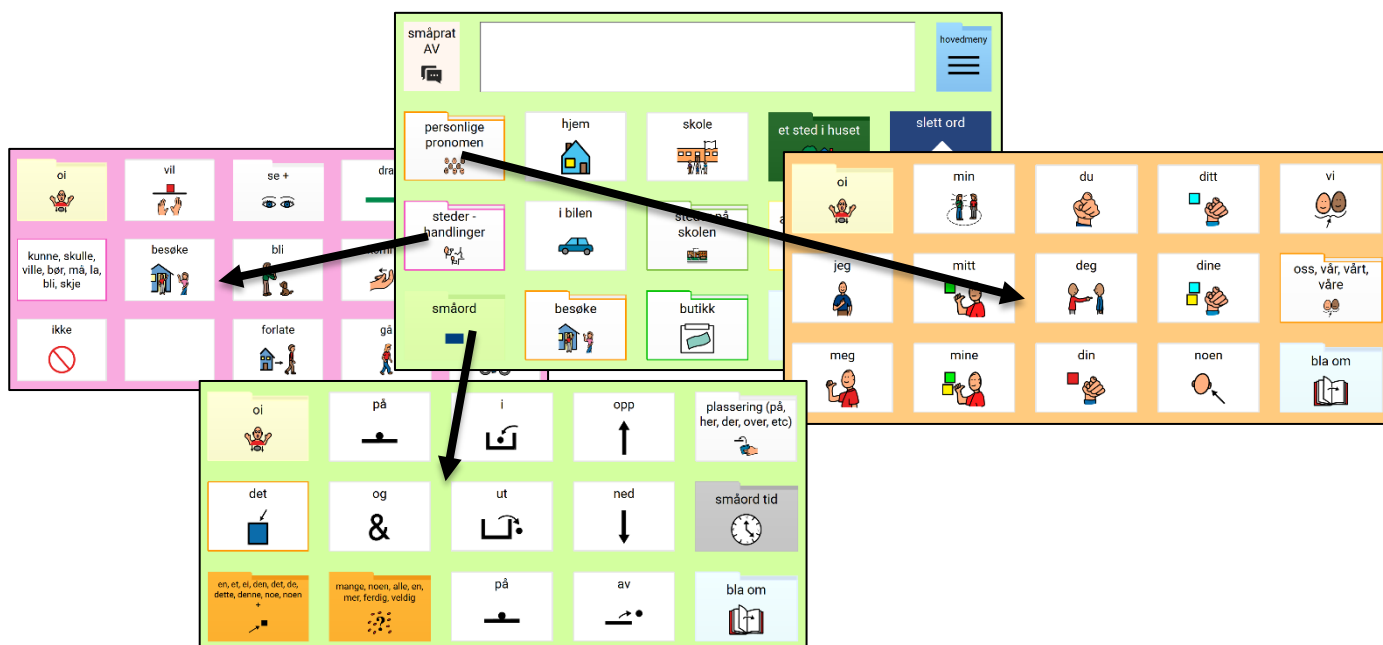 småprat
AV
hovedmeny
personlige
pronomen
hjem
skole
et sted i huset
slett ord
steder -
handlinger
i bilen
på
skolen
småord
besøke
butikk
oi
vil
se +
dra
kunne, skulle,
ville, bør, må, la,
bli, skje
besøke
bli
ikke
forlate
gå
oi
min
du
ditt
vi
jeg
mitt
deg
dine
oss, vår, vårt,
våre
meg
mine
din
noen
bla om
oi
på
i
opp
plassering (på,
her, der, over, etc)
det
og
&
ut
ned
småord tid
en, et, ei, den, det, de,
dette, denne, noe, noen
+
mange, noen, alle, en,
mer, ferdig, veldig
?
på
av
bla om